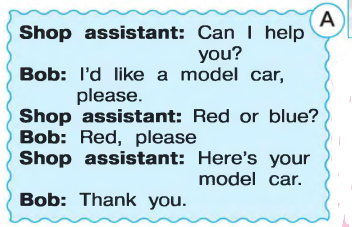 A
Shop assistant: Can I help
you?
Bob: I'd like a model car,
please.
Shop assistant: Red or blue?
Bob: Red, please
Shop assistant: Here's your
model car.
Bob: Thank you.